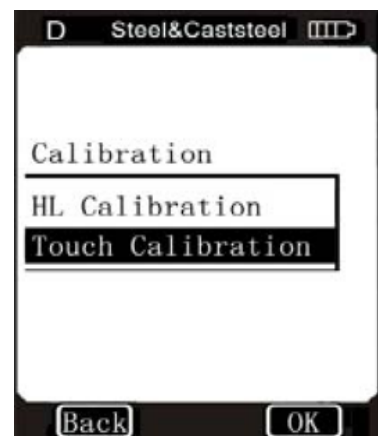 D Steel&Caststeel
Calibration
HL Calibration
Touch Calibration
Back OK